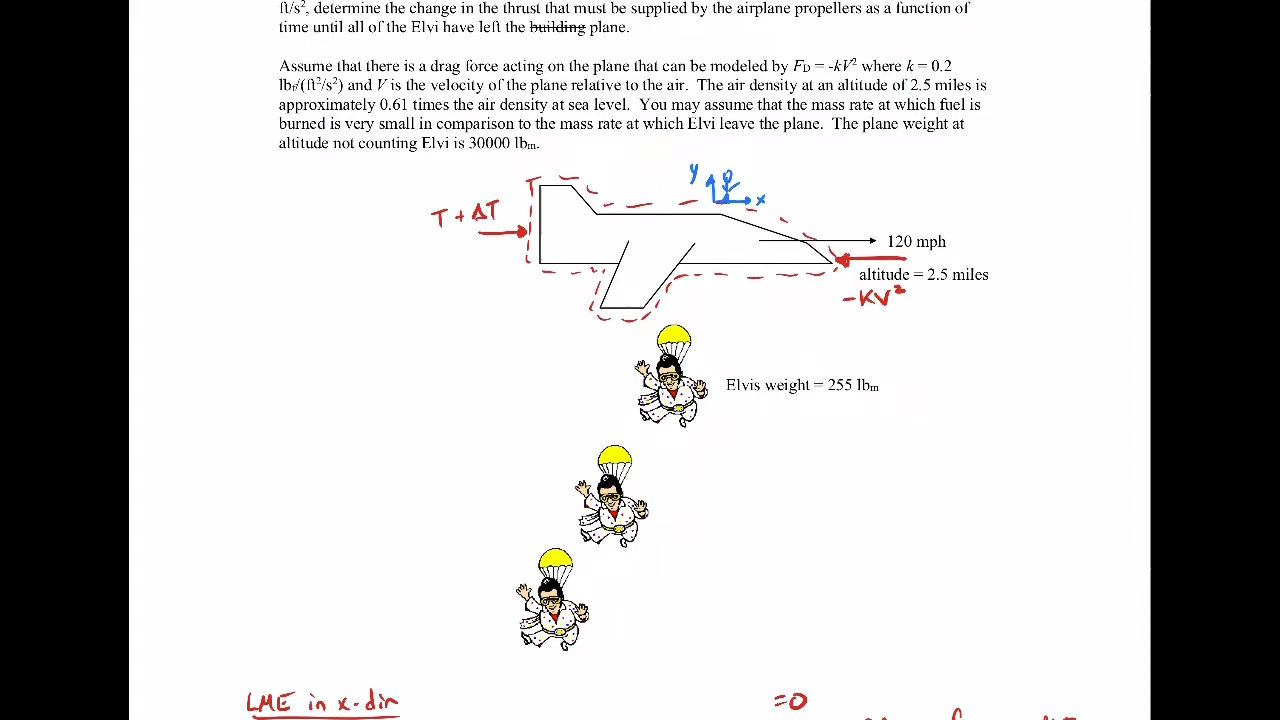 ft/s², determine the change in the thrust that must be supplied by the airplane propellers as a function of
time until all of the Elvi have left the building plane.
Assume that there is a drag force acting on the plane that can be modeled by FD = -kV² where k = 0.2
lbf/(ft²/s²) and V is the velocity of the plane relative to the air. The air density at an altitude of 2.5 miles is
approximately 0.61 times the air density at sea level. You may assume that the mass rate at which fuel is
burned is very small in comparison to the mass rate at which Elvi leave the plane. The plane weight at
altitude not counting Elvi is 30000 lbm.
y
x
T + ΔT
120 mph
altitude = 2.5 miles
-KV²
Elvis weight = 255 lbm
LME in x-dir
=0